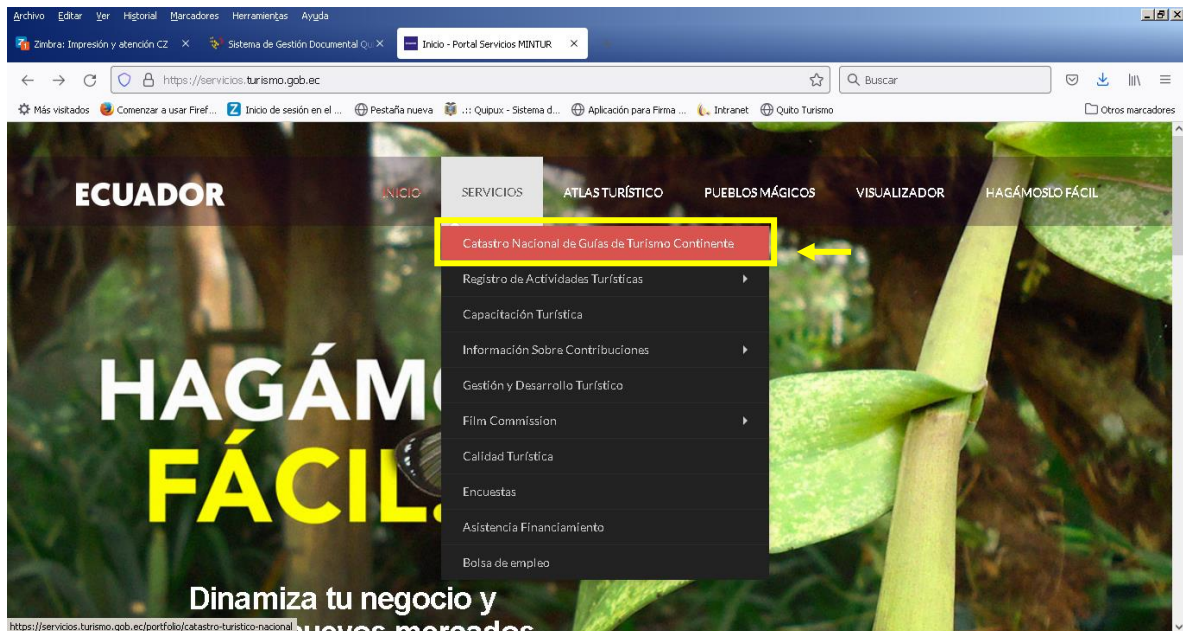 Archivo Editar Ver Historial Marcadores Herramientas Ayuda
Zimbra: Impresión y atención CZ
Sistema de Gestión Documental Qu
Inicio - Portal Servicios MINTUR
https://servicios.turismo.gob.ec
Buscar
Más visitados Comenzar a usar Firef... Inicio de sesión en el ... Pestaña nueva .:: Quipux - Sistema d... Aplicación para Firma ... Intranet Quito Turismo Otros marcadores
ECUADOR INICIO SERVICIOS ATLAS TURÍSTICO PUEBLOS MÁGICOS VISUALIZADOR HAGÁMOSLO FÁCIL
Catastro Nacional de Guías de Turismo Continente
Registro de Actividades Turísticas
Capacitación Turística
Información Sobre Contribuciones
Gestión y Desarrollo Turístico
Film Commission
Calidad Turística
Encuestas
Asistencia Financiamiento
Bolsa de empleo
HAGÁM
FÁCIL
Dinamiza tu negocio y
nuevos mercados
https://servicios.turismo.gob.ec/portfolio/catastro-turistico-nacional